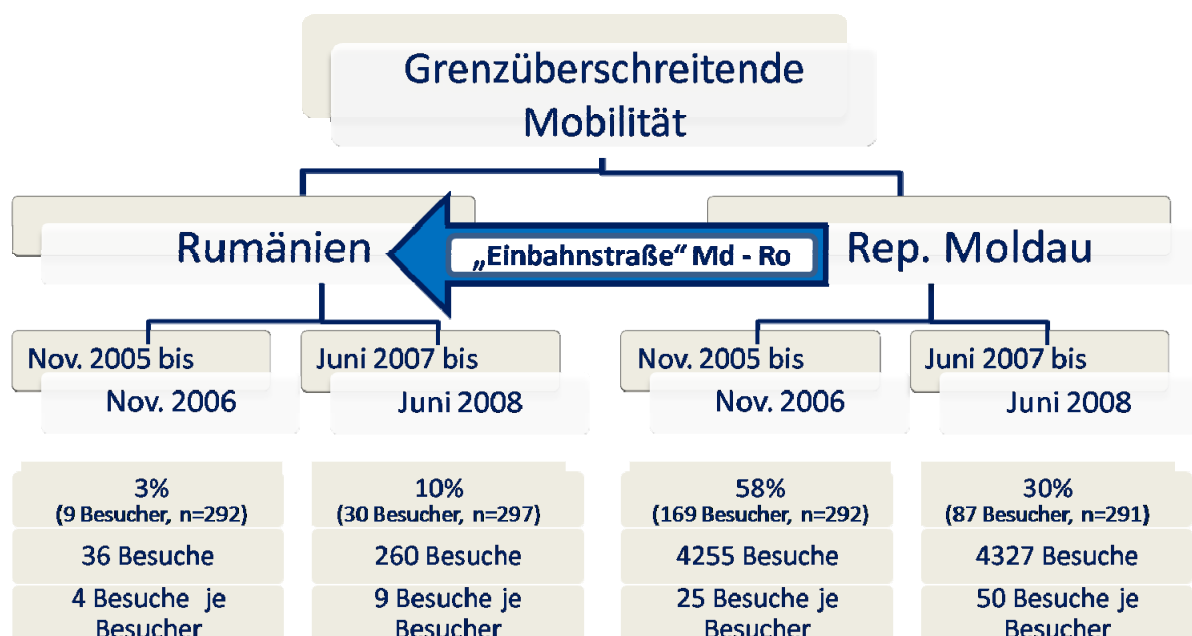 Grenzüberschreitende
Mobilität
Rumänien
„Einbahnstraße“ Md - Ro
Rep. Moldau
Nov. 2005 bis
Nov. 2006
Juni 2007 bis
Juni 2008
Nov. 2005 bis
Nov. 2006
Juni 2007 bis
Juni 2008
3%
(9 Besucher, n=292)
36 Besuche
4 Besuche je
Besucher
10%
(30 Besucher, n=297)
260 Besuche
9 Besuche je
Besucher
58%
(169 Besucher, n=292)
4255 Besuche
25 Besuche je
Besucher
30%
(87 Besucher, n=291)
4327 Besuche
50 Besuche je
Besucher